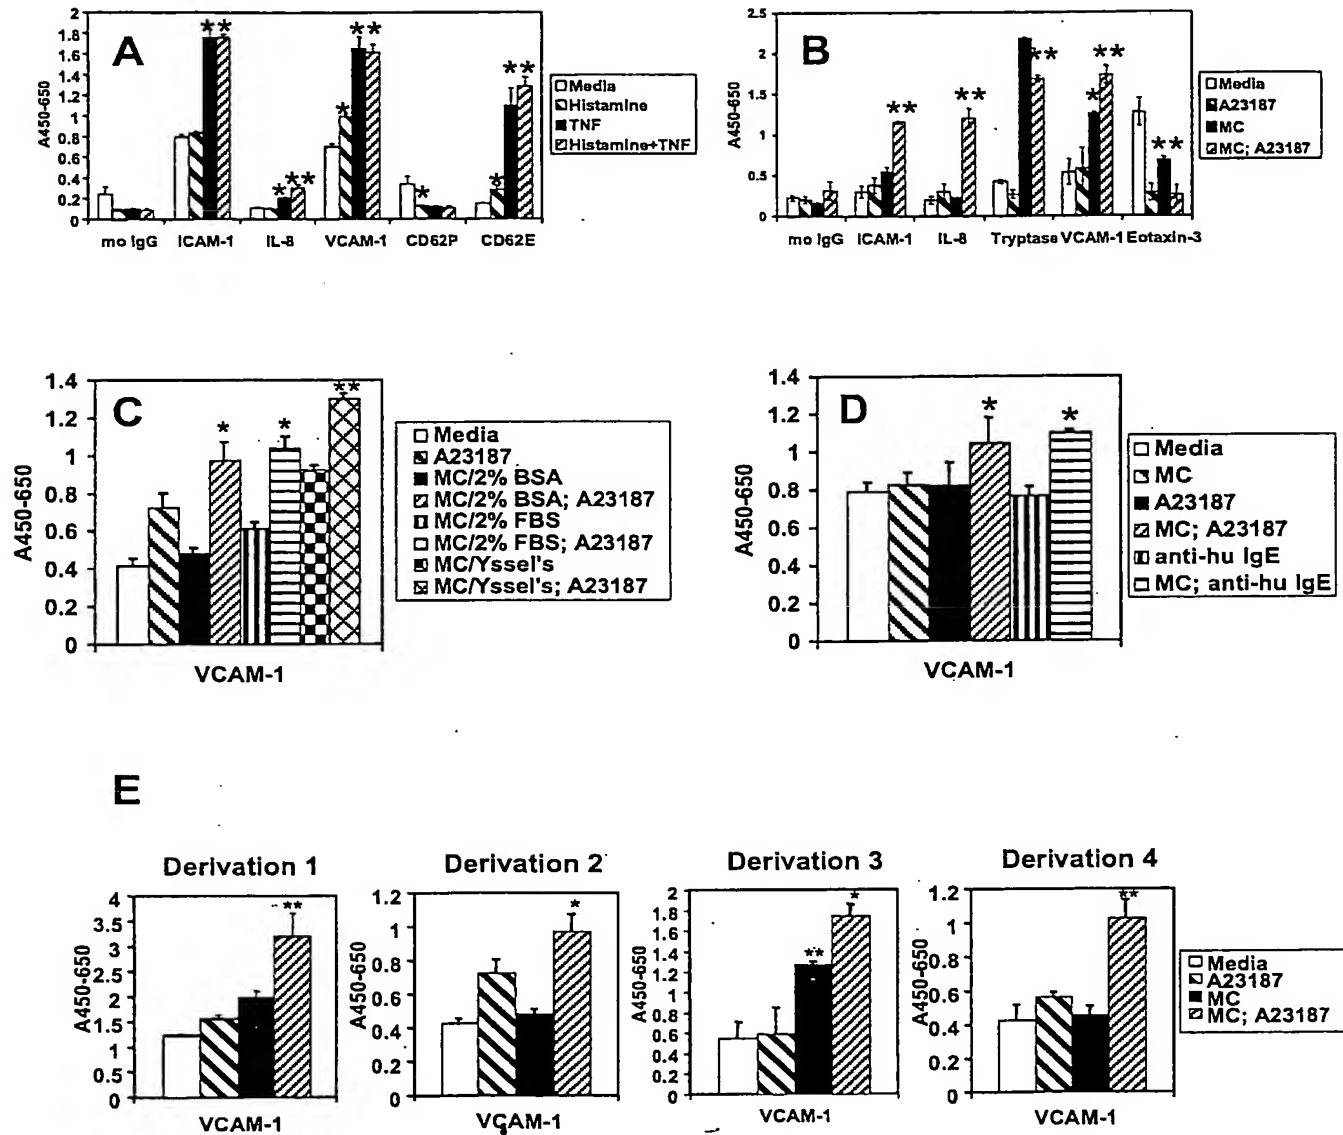 A
A450-650
2
1.8
1.6
1.4
1.2
1
0.8
0.6
0.4
0.2
0
* *
* * *
*
* *
*
*
* *
mo IgG ICAM-1 IL-8 VCAM-1 CD62P CD62E
Media
Histamine
TNF
Histamine+TNF
B
A450-650
2.5
2
1.5
1
0.5
0
* *
* *
* *
*
* *
* *
mo IgG ICAM-1 IL-8 Tryptase VCAM-1 Eotaxin-3
Media
A23187
MC
MC; A23187
C
A450-650
1.4
1.2
1
0.8
0.6
0.4
0.2
0
*
*
**
VCAM-1
Media
A23187
MC/2% BSA
MC/2% BSA; A23187
MC/2% FBS
MC/2% FBS; A23187
MC/Yssel's
MC/Yssel's; A23187
D
A450-650
1.4
1.2
1
0.8
0.6
0.4
0.2
0
*
*
VCAM-1
Media
MC
A23187
MC; A23187
anti-hu IgE
MC; anti-hu IgE
E
Derivation 1
A450-650
4
3.5
3
2.5
2
1.5
1
0.5
0
**
VCAM-1
Derivation 2
A450-650
1.2
1
0.8
0.6
0.4
0.2
0
*
VCAM-1
Derivation 3
A450-650
2
1.8
1.6
1.4
1.2
1
0.8
0.6
0.4
0.2
0
**
*
VCAM-1
Derivation 4
A450-650
1.2
1
0.8
0.6
0.4
0.2
0
**
VCAM-1
Media
A23187
MC
MC; A23187